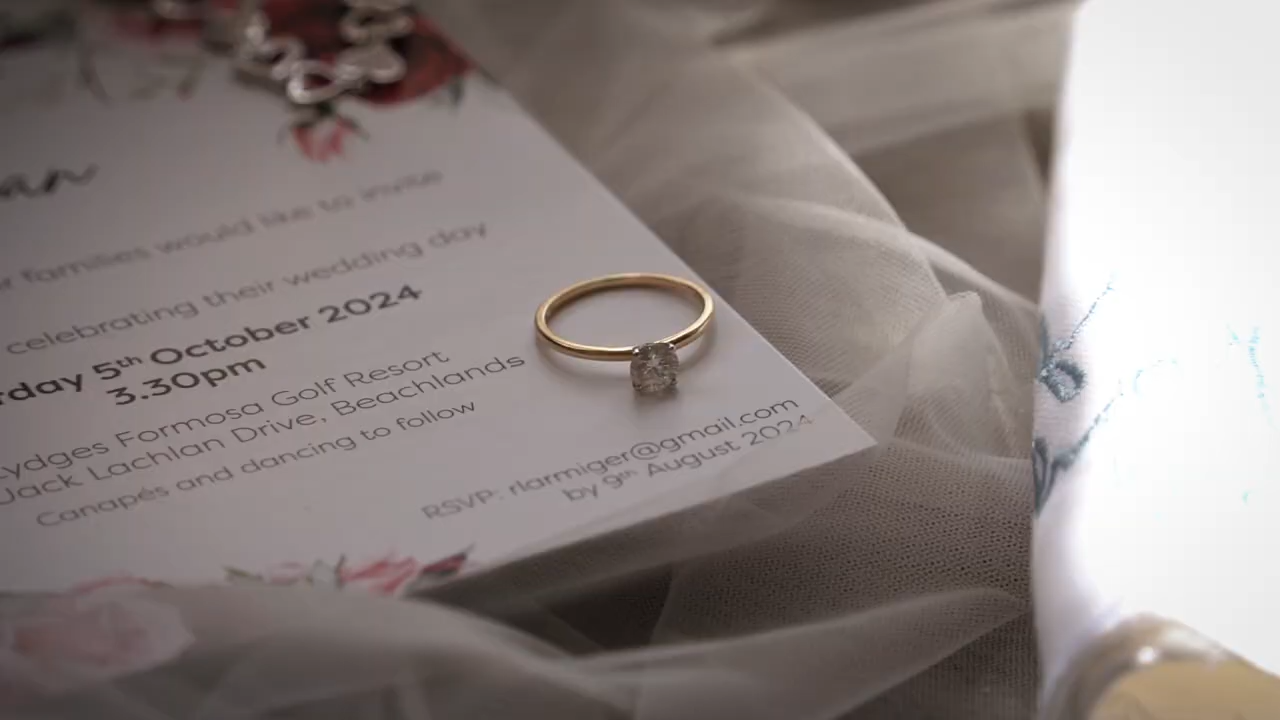 an
r families would like to invite
celebrating their wedding day
rday 5th October 2024
3.30pm
ydges Formosa Golf Resort
Jack Lachlan Drive, Beachlands
Canapés and dancing to follow
RSVP: rlarmiger@gmail.com
by 9th August 2024